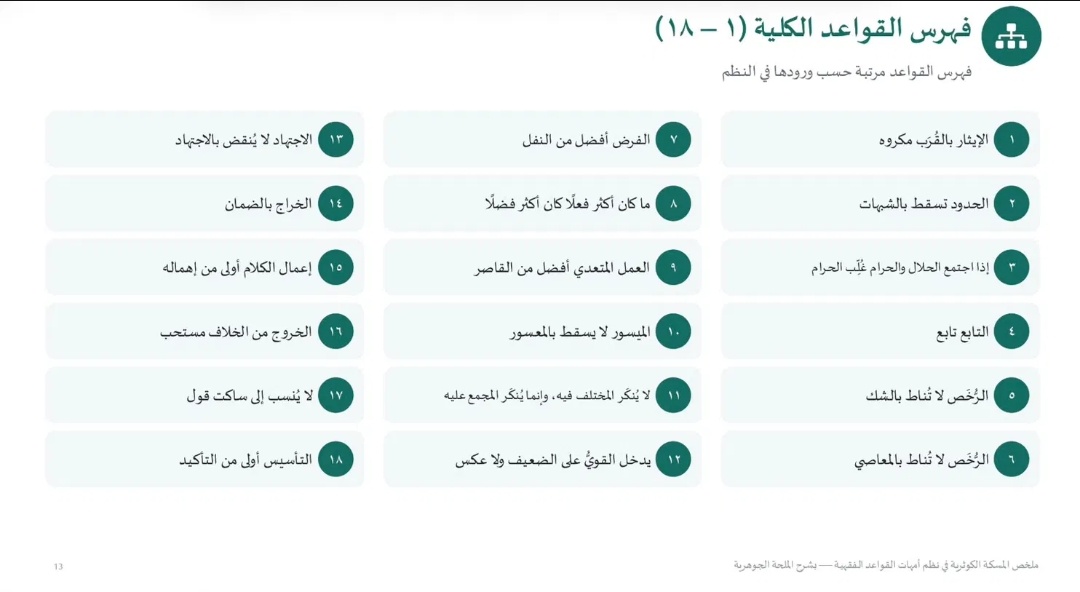 فهرس القواعد الكلية (١ – ١٨)
فهرس القواعد مرتبة حسب ورودها في النظم
١ الإيثار بالقُرَب مكروه
٢ الحدود تسقط بالشبهات
٣ إذا اجتمع الحلال والحرام غُلِّب الحرام
٤ التابع تابع
٥ الرُّخَص لا تُناط بالشك
٦ الرُّخَص لا تُناط بالمعاصي
٧ الفرض أفضل من النفل
٨ ما كان أكثر فعلًا كان أكثر فضلًا
٩ العمل المتعدي أفضل من القاصر
١٠ الميسور لا يسقط بالمعسور
١١ لا يُنكَر المختلف فيه، وإنما يُنكَر المجمع عليه
١٢ يدخل القويُّ على الضعيف ولا عكس
١٣ الاجتهاد لا يُنقض بالاجتهاد
١٤ الخراج بالضمان
١٥ إعمال الكلام أولى من إهماله
١٦ الخروج من الخلاف مستحب
١٧ لا يُنسب إلى ساكت قول
١٨ التأسيس أولى من التأكيد
ملخص المسكة الكوثرية في نظم أمهات القواعد الفقهية — بشرح الملحة الجوهرية
13